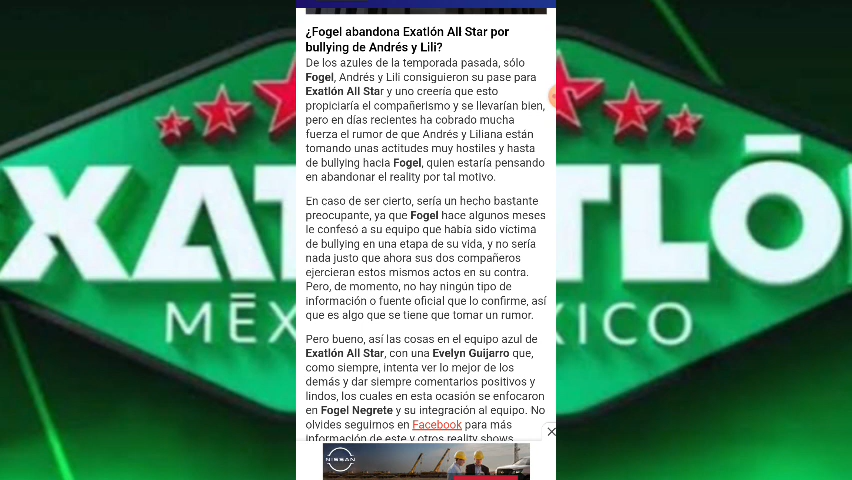 ¿Fogel abandona Exatlón All Star por
bullying de Andrés y Lili?
De los azules de la temporada pasada, sólo
Fogel, Andrés y Lili consiguieron su pase para
Exatlón All Star y uno creería que esto
propiciaría el compañerismo y se llevarían bien,
pero en días recientes ha cobrado mucha
fuerza el rumor de que Andrés y Liliana están
tomando unas actitudes muy hostiles y hasta
de bullying hacia Fogel, quien estaría pensando
en abandonar el reality por tal motivo.
En caso de ser cierto, sería un hecho bastante
preocupante, ya que Fogel hace algunos meses
le confesó a su equipo que había sido víctima
de bullying en una etapa de su vida, y no sería
nada justo que ahora sus dos compañeros
ejercieran estos mismos actos en su contra.
Pero, de momento, no hay ningún tipo de
información o fuente oficial que lo confirme, así
que es algo que se tiene que tomar un rumor.
Pero bueno, así las cosas en el equipo azul de
Exatlón All Star, con una Evelyn Guijarro que,
como siempre, intenta ver lo mejor de los
demás y dar siempre comentarios positivos y
lindos, los cuales en esta ocasión se enfocaron
en Fogel Negrete y su integración al equipo. No
olvides seguirnos en Facebook para más
información de este y otros reality shows
XAT
TLŌ
MÉX
XICO
NISSAN